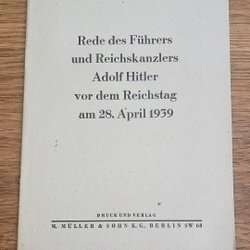 Rede des Führers
und Reichskanzlers
Adolf Hitler
vor dem Reichstag
am 28. April 1939
DRUCK UND VERLAG
M. MÜLLER & SOHN K.G. BERLIN SW 68